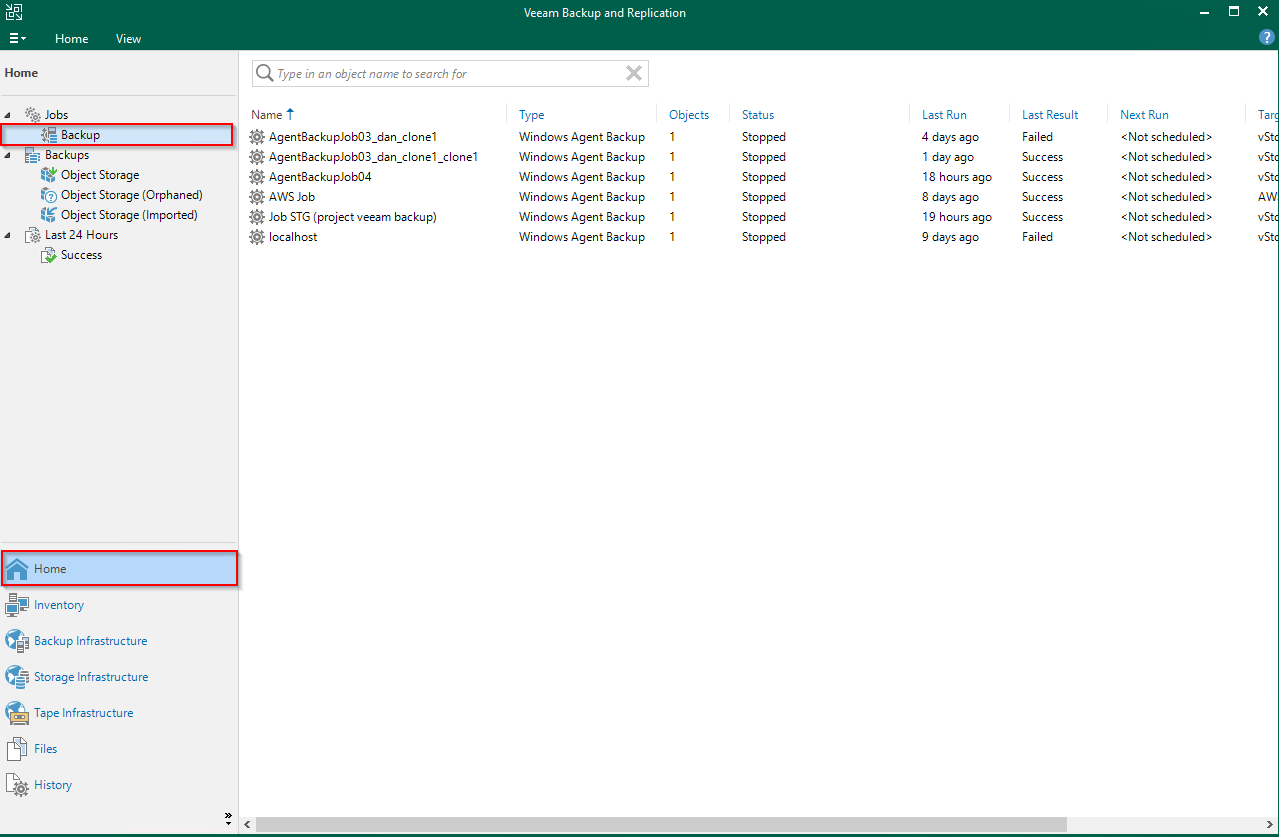 Veeam Backup and Replication
Home View
Home
Jobs
Backup
Backups
Object Storage
Object Storage (Orphaned)
Object Storage (Imported)
Last 24 Hours
Success
Home
Inventory
Backup Infrastructure
Storage Infrastructure
Tape Infrastructure
Files
History
Type in an object name to search for
Name Type Objects Status Last Run Last Result Next Run Targ
AgentBackupJob03_dan_clone1 Windows Agent Backup 1 Stopped 4 days ago Failed <Not scheduled> vSto
AgentBackupJob03_dan_clone1_clone1 Windows Agent Backup 1 Stopped 1 day ago Success <Not scheduled> vSto
AgentBackupJob04 Windows Agent Backup 1 Stopped 18 hours ago Success <Not scheduled> vSto
AWS Job Windows Agent Backup 1 Stopped 8 days ago Success <Not scheduled> AWS
Job STG (project veeam backup) Windows Agent Backup 1 Stopped 19 hours ago Success <Not scheduled> vSto
localhost Windows Agent Backup 1 Stopped 9 days ago Failed <Not scheduled> vSto